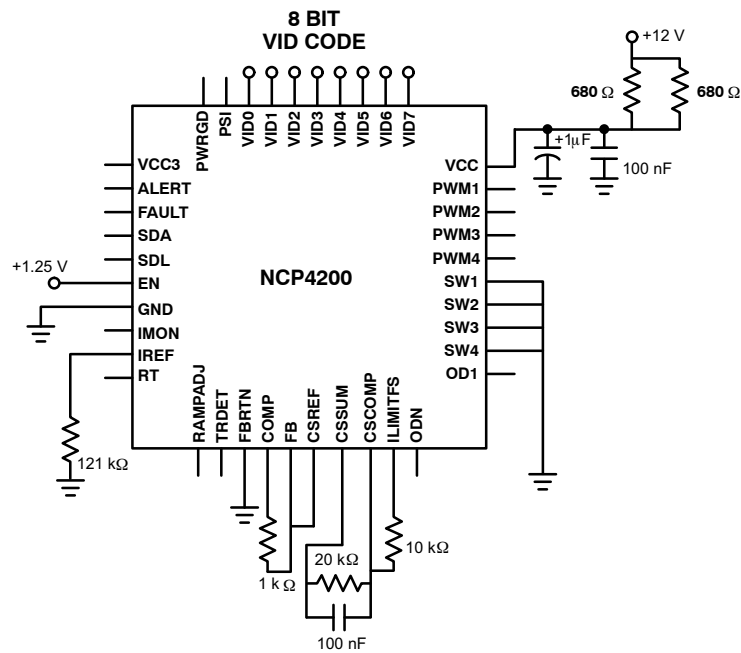 8 BIT
VID CODE
+12 V
680 Ω
680 Ω
PWRGD
PSI
VID0
VID1
VID2
VID3
VID4
VID5
VID6
VID7
+1μF
100 nF
VCC3
ALERT
FAULT
SDA
SDL
EN
GND
IMON
IREF
RT
+1.25 V
121 kΩ
NCP4200
VCC
PWM1
PWM2
PWM3
PWM4
SW1
SW2
SW3
SW4
OD1
RAMPADJ
TRDET
FBRTN
COMP
FB
CSREF
CSSUM
CSCOMP
ILIMITFS
ODN
1 k Ω
20 kΩ
10 kΩ
100 nF